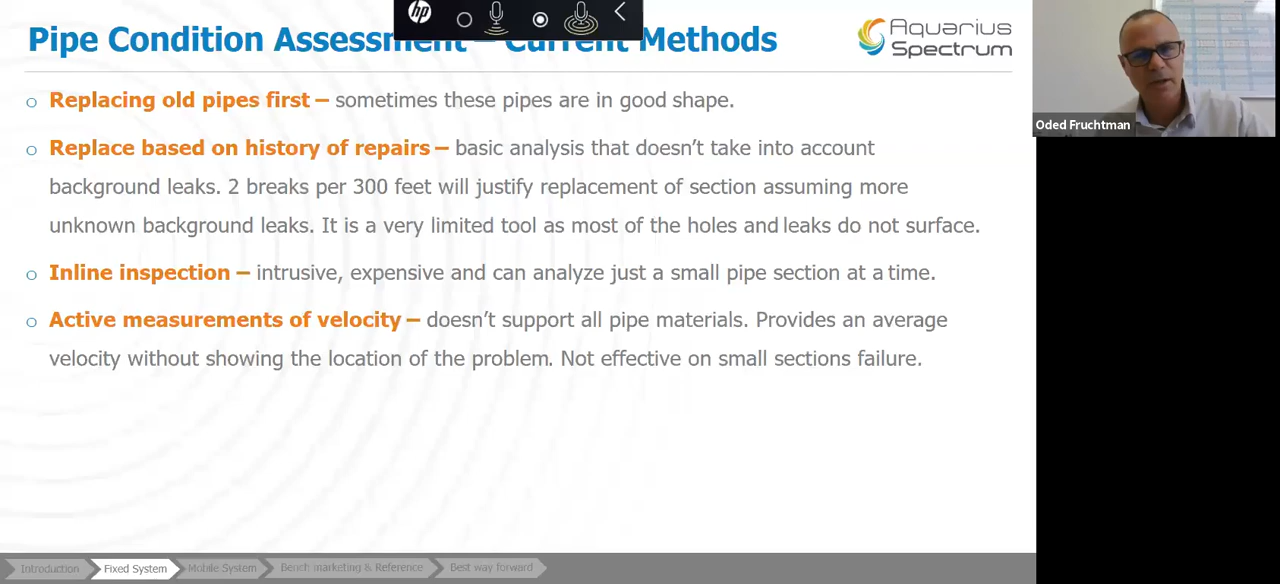 Pipe Condition Assessment – Current Methods
hp
Aquarius
Spectrum
Oded Fruchtman
o Replacing old pipes first – sometimes these pipes are in good shape.
o Replace based on history of repairs – basic analysis that doesn't take into account
background leaks. 2 breaks per 300 feet will justify replacement of section assuming more
unknown background leaks. It is a very limited tool as most of the holes and leaks do not surface.
o Inline inspection – intrusive, expensive and can analyze just a small pipe section at a time.
o Active measurements of velocity – doesn't support all pipe materials. Provides an average
velocity without showing the location of the problem. Not effective on small sections failure.
Introduction
Fixed System
Mobile System
Bench marketing & Reference
Best way forward